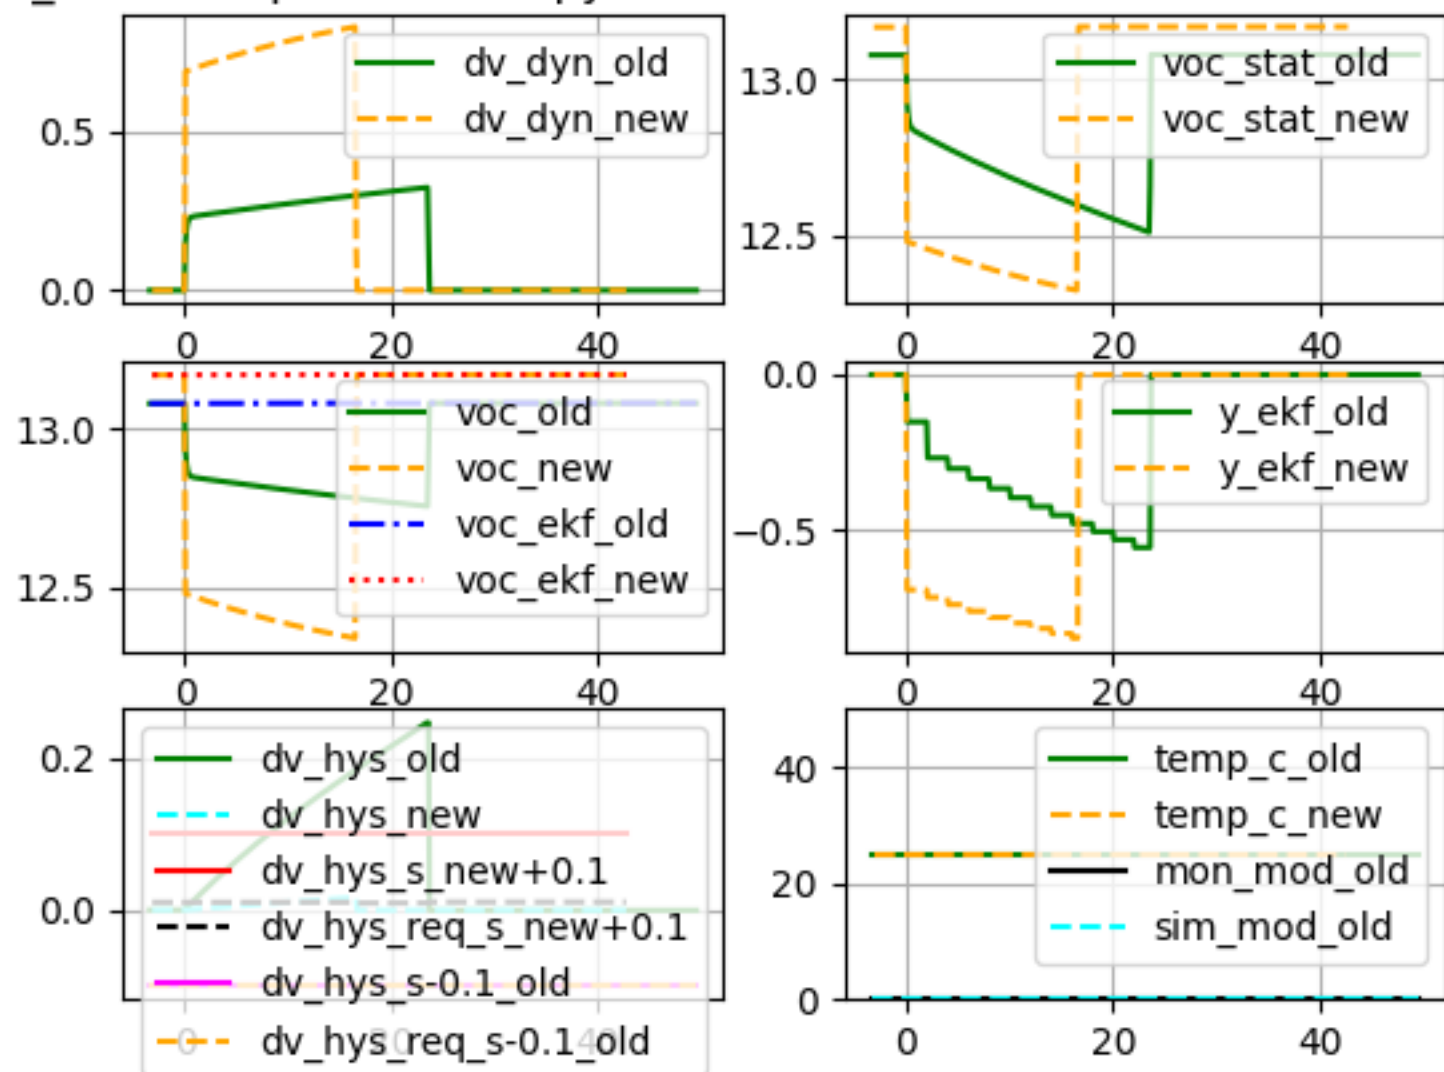 0.5
0.0
dv_dyn_old
dv_dyn_new
0 20 40
13.0
12.5
voc_stat_old
voc_stat_new
0 20 40
13.0
12.5
voc_old
voc_new
voc_ekf_old
voc_ekf_new
0 20 40
0.0
−0.5
y_ekf_old
y_ekf_new
0 20 40
0.2
0.0
dv_hys_old
dv_hys_new
dv_hys_s_new+0.1
dv_hys_req_s_new+0.1
dv_hys_s-0.1_old
dv_hys_req_s-0.1_old
0 20 40
40
20
0
temp_c_old
temp_c_new
mon_mod_old
sim_mod_old
0 20 40